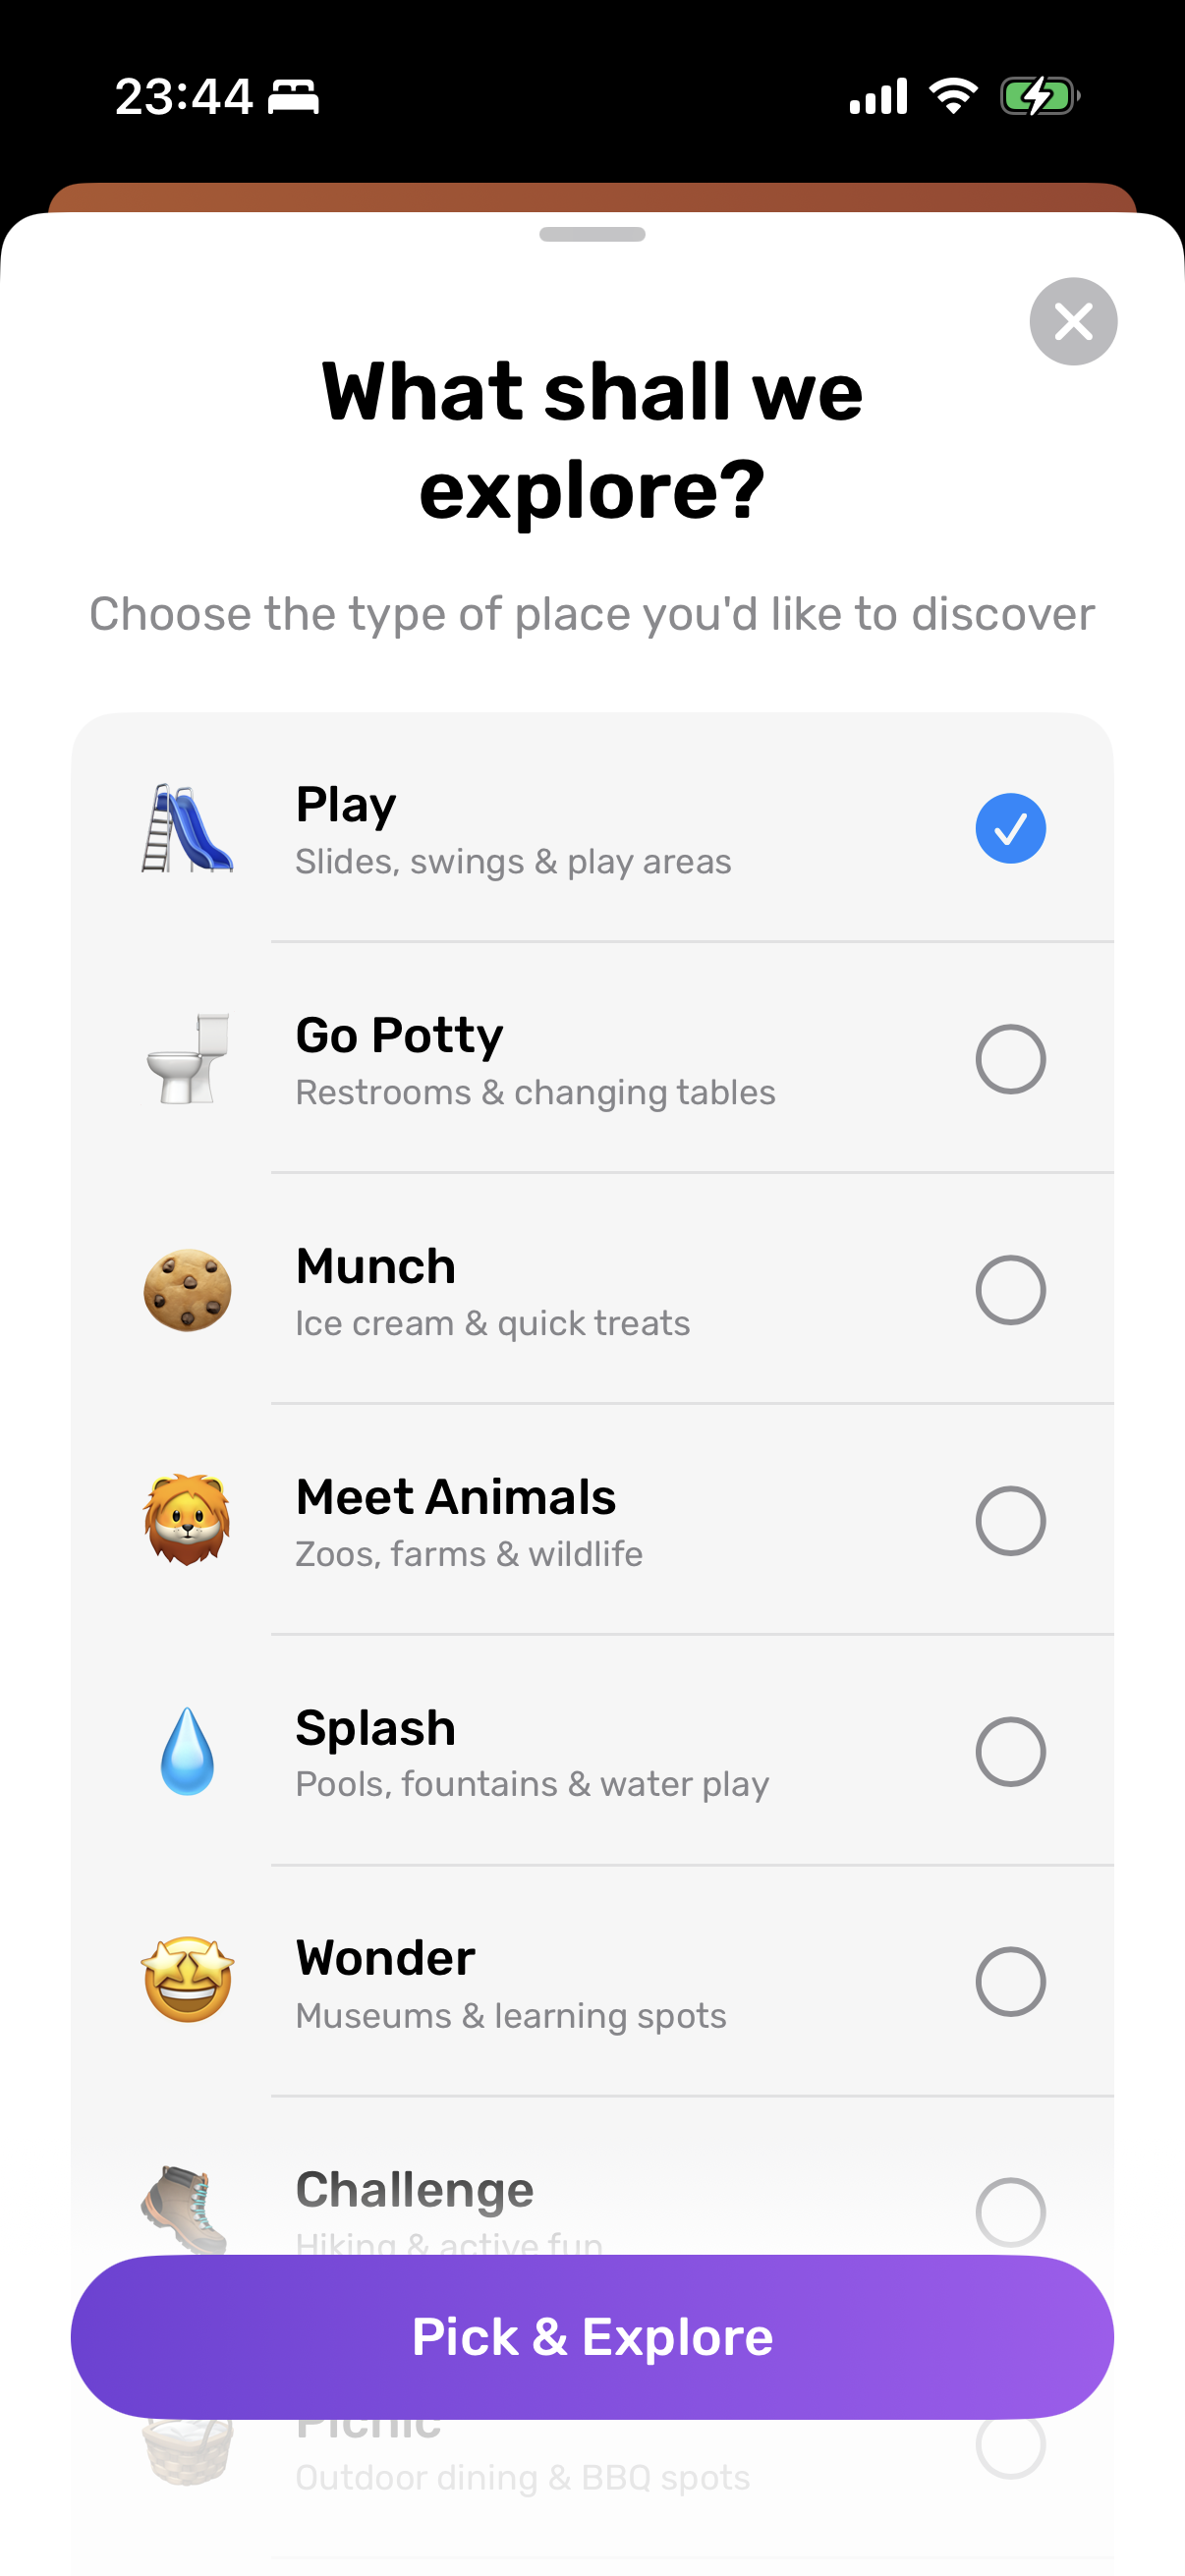 23:44
What shall we
explore?
Choose the type of place you'd like to discover
Play
Slides, swings & play areas
Go Potty
Restrooms & changing tables
Munch
Ice cream & quick treats
Meet Animals
Zoos, farms & wildlife
Splash
Pools, fountains & water play
Wonder
Museums & learning spots
Challenge
Hiking & active fun
Pick & Explore
Picnic
Outdoor dining & BBQ spots